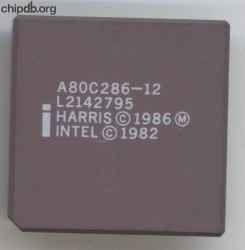 chipdb.org
A80C286-12
L2142795
HARRIS © 1986 Ⓜ
i INTEL © 1982